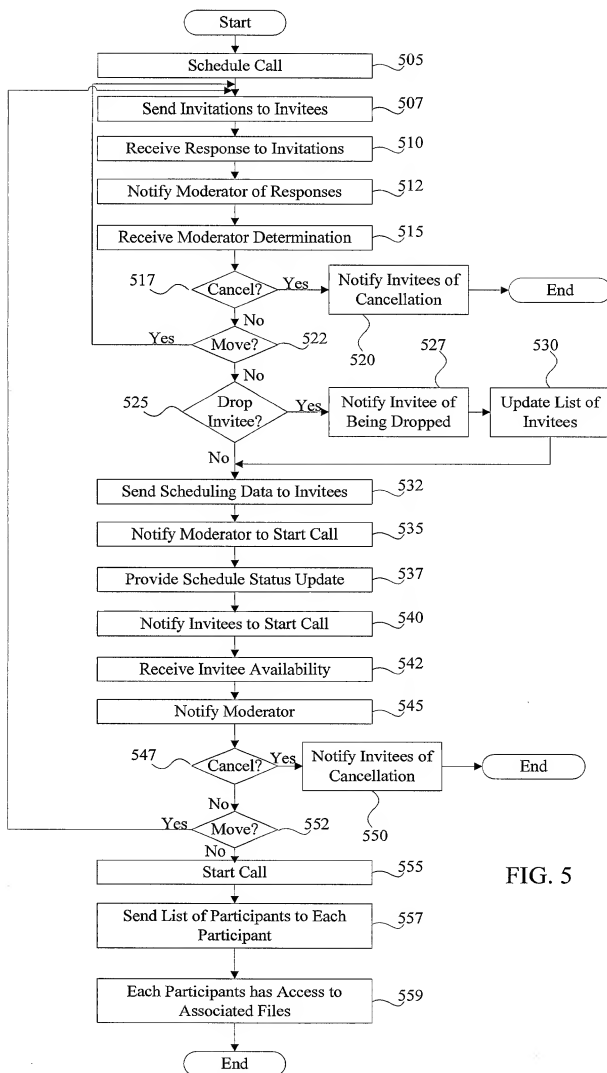 Start
Schedule Call
505
Send Invitations to Invitees
507
Receive Response to Invitations
510
Notify Moderator of Responses
512
Receive Moderator Determination
515
517
Cancel?
Yes
Notify Invitees of
Cancellation
End
520
No
Yes
Move?
522
527
530
No
525
Drop
Invitee?
Yes
Notify Invitee of
Being Dropped
Update List of
Invitees
No
Send Scheduling Data to Invitees
532
Notify Moderator to Start Call
535
Provide Schedule Status Update
537
Notify Invitees to Start Call
540
Receive Invitee Availability
542
Notify Moderator
545
547
Cancel?
Yes
Notify Invitees of
Cancellation
End
550
No
Yes
Move?
552
No
Start Call
555
FIG. 5
Send List of Participants to Each
Participant
557
Each Participants has Access to
Associated Files
559
End